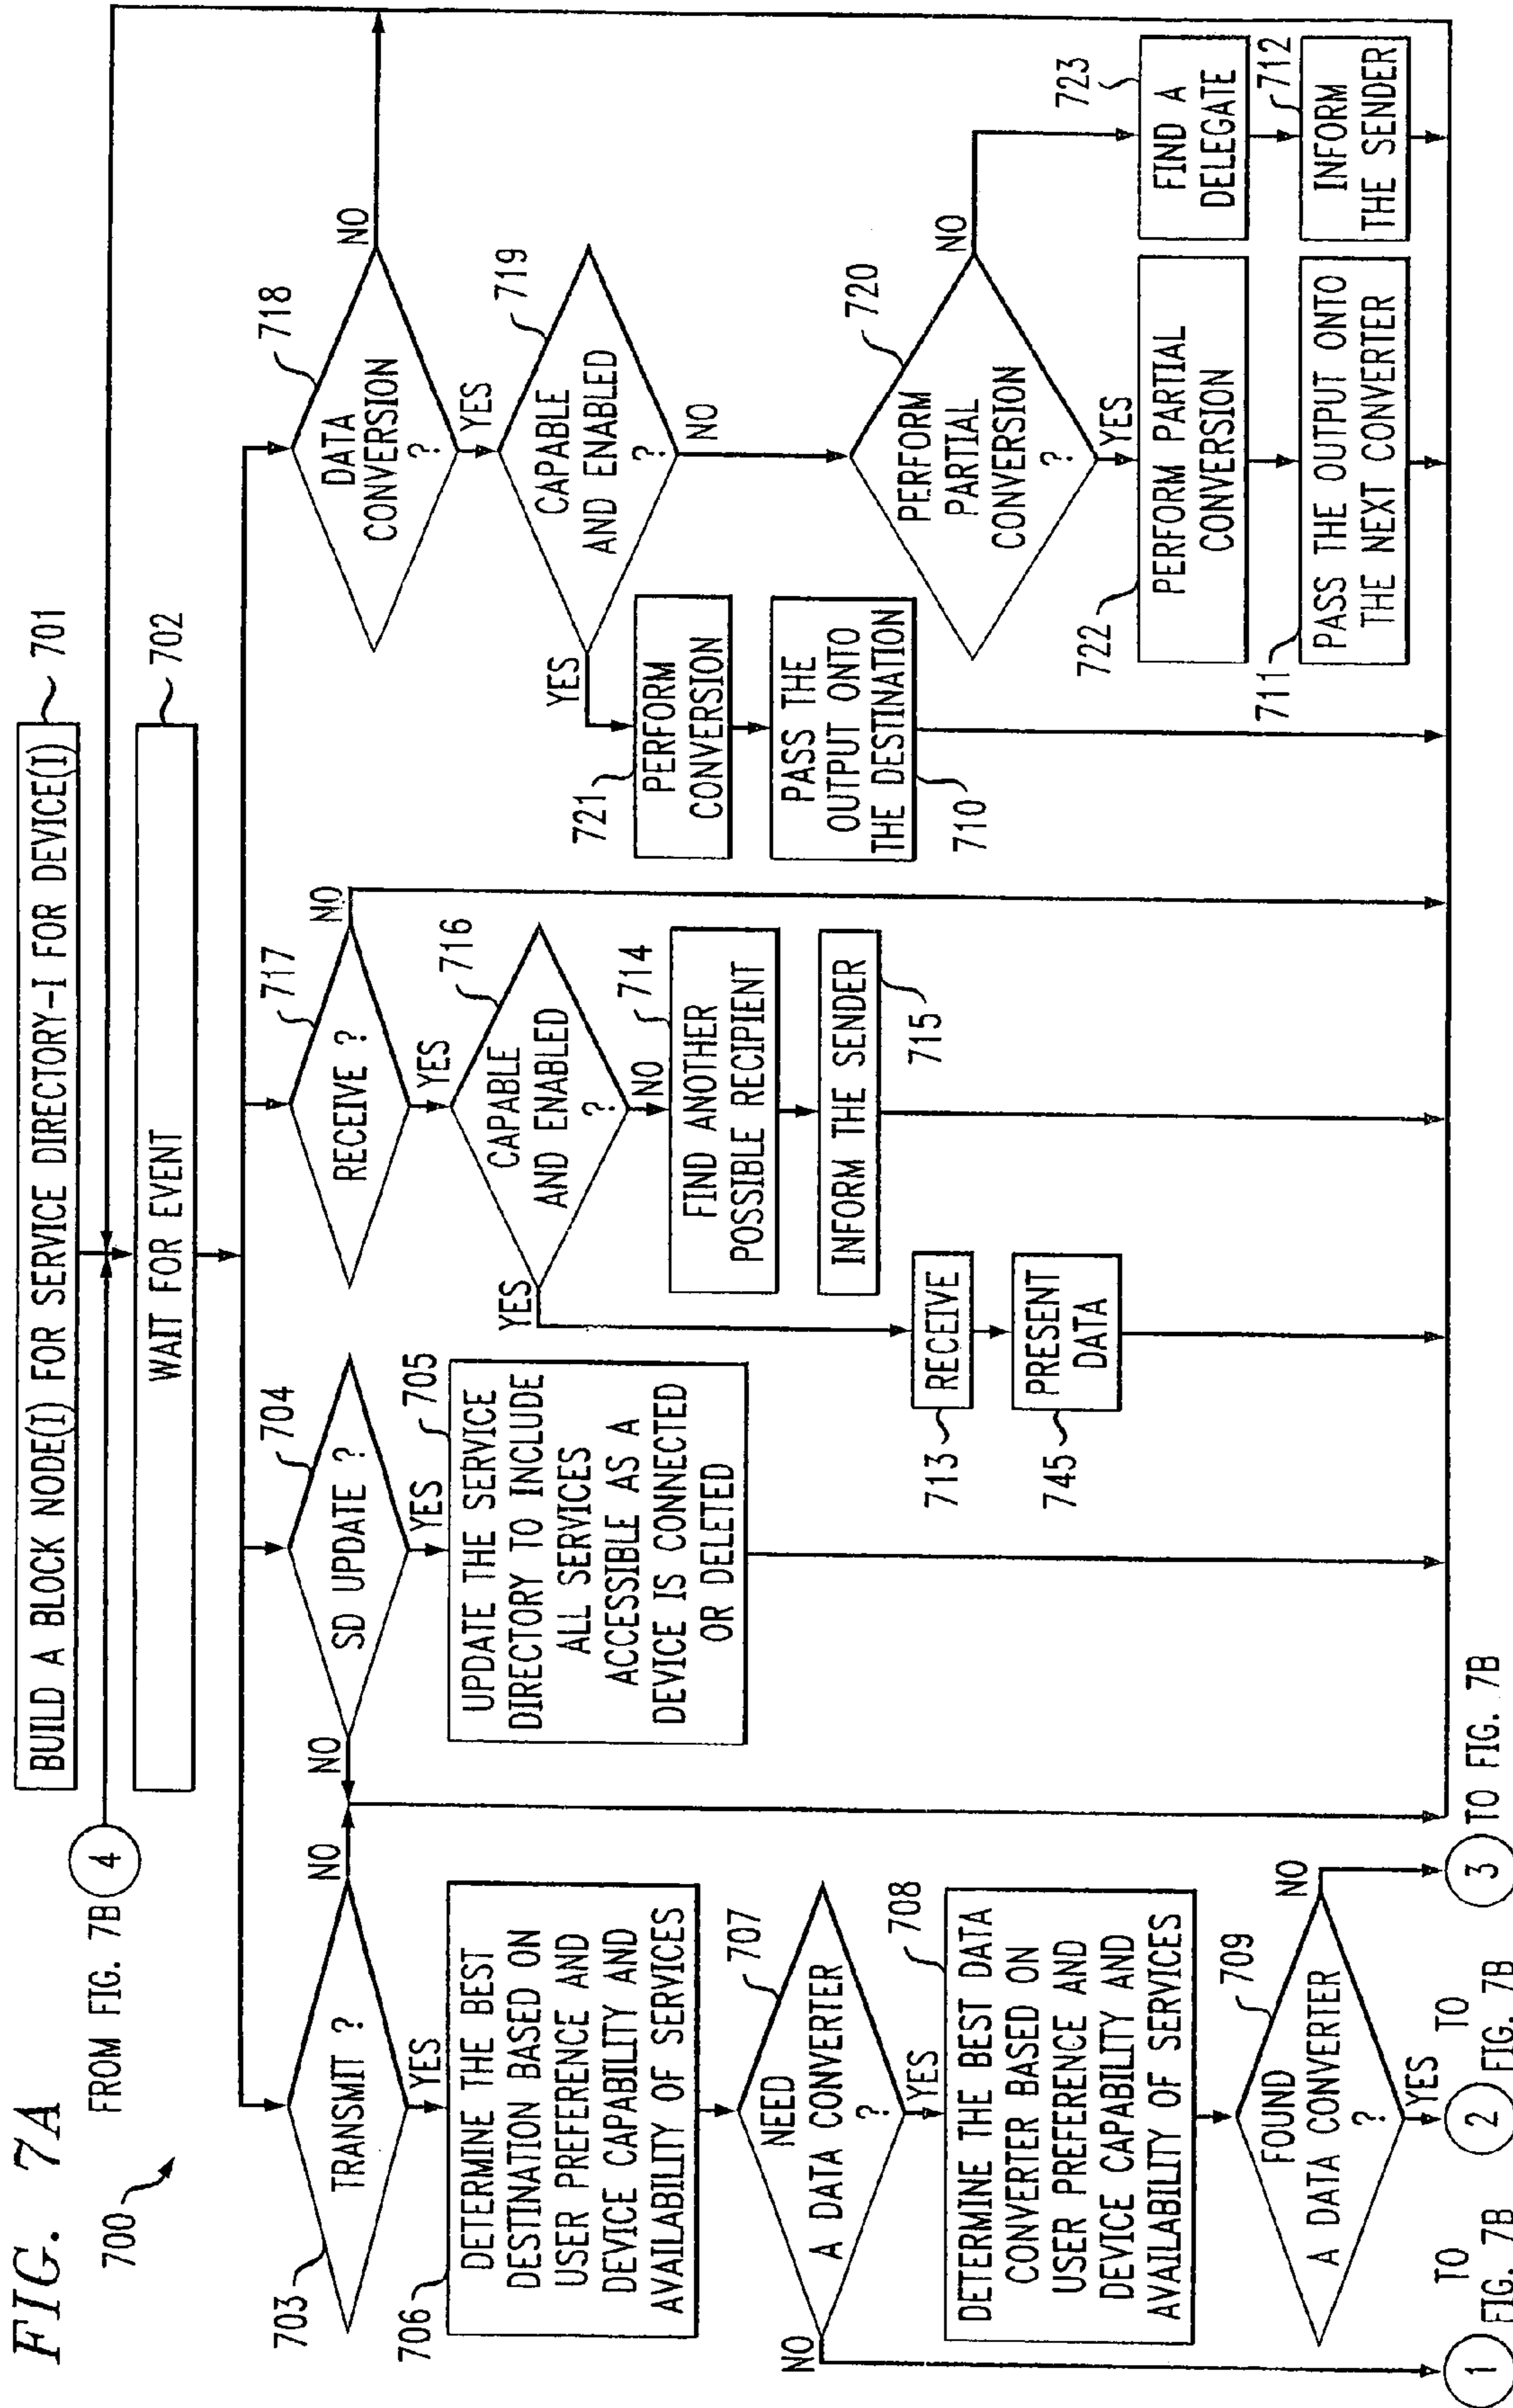 FIG. 7A
700
BUILD A BLOCK NODE(I) FOR SERVICE DIRECTORY-I FOR DEVICE(I)
701
FROM FIG. 7B
4
WAIT FOR EVENT
702
703
TRANSMIT ?
NO
YES
706
DETERMINE THE BEST
DESTINATION BASED ON
USER PREFERENCE AND
DEVICE CAPABILITY AND
AVAILABILITY OF SERVICES
NEED
A DATA CONVERTER
?
707
NO
YES
708
DETERMINE THE BEST DATA
CONVERTER BASED ON
USER PREFERENCE AND
DEVICE CAPABILITY AND
AVAILABILITY OF SERVICES
FOUND
A DATA CONVERTER
?
709
NO
YES
1
TO
FIG. 7B
2
TO
FIG. 7B
3
TO FIG. 7B
704
SD UPDATE ?
NO
YES
705
UPDATE THE SERVICE
DIRECTORY TO INCLUDE
ALL SERVICES
ACCESSIBLE AS A
DEVICE IS CONNECTED
OR DELETED
717
RECEIVE ?
NO
YES
716
CAPABLE
AND ENABLED
?
YES
NO
714
FIND ANOTHER
POSSIBLE RECIPIENT
INFORM THE SENDER
715
713
RECEIVE
745
PRESENT
DATA
718
DATA
CONVERSION
?
NO
YES
719
CAPABLE
AND ENABLED
?
YES
NO
721
PERFORM
CONVERSION
PASS THE
OUTPUT ONTO
THE DESTINATION
710
720
PERFORM
PARTIAL
CONVERSION
?
NO
YES
722
PERFORM PARTIAL
CONVERSION
711
PASS THE OUTPUT ONTO
THE NEXT CONVERTER
723
FIND A
DELEGATE
712
INFORM
THE SENDER